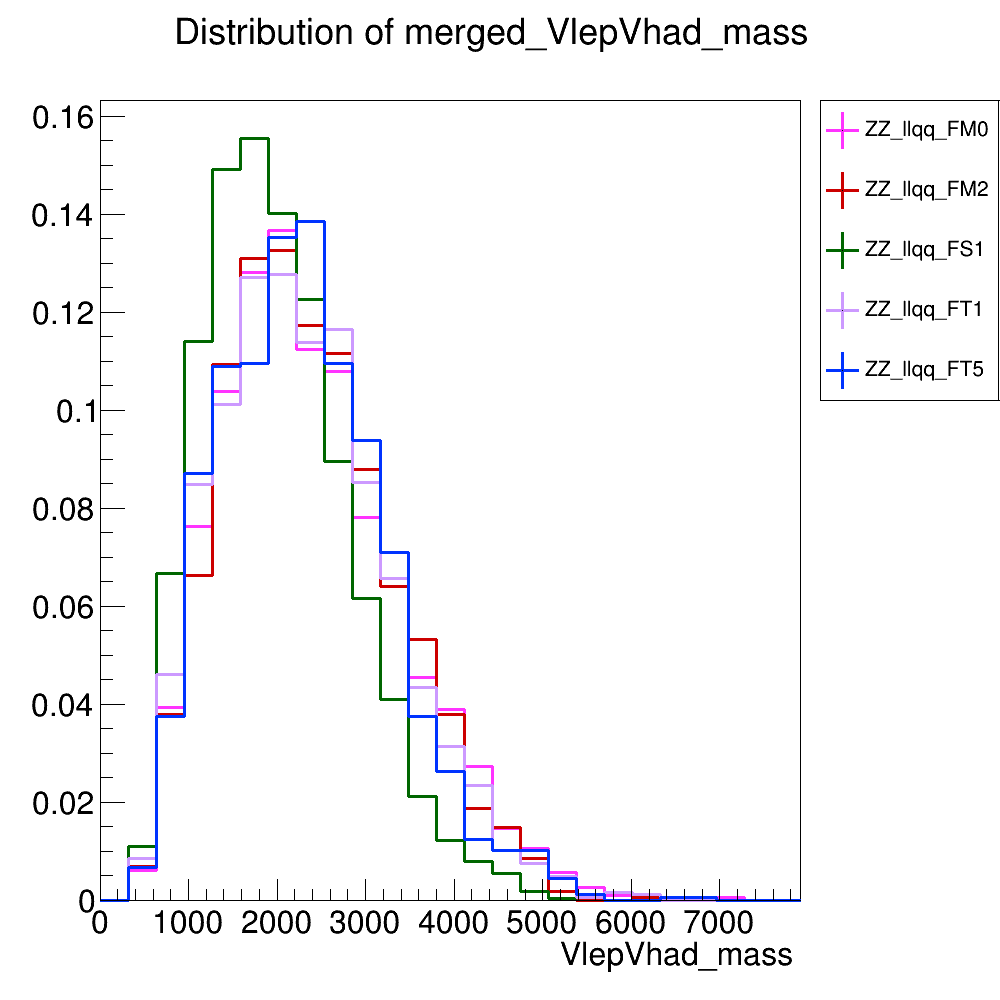 Distribution of merged_VlepVhad_mass
0.16
0.14
0.12
0.1
0.08
0.06
0.04
0.02
0
0 1000 2000 3000 4000 5000 6000 7000
VlepVhad_mass
ZZ_llqq_FM0
ZZ_llqq_FM2
ZZ_llqq_FS1
ZZ_llqq_FT1
ZZ_llqq_FT5